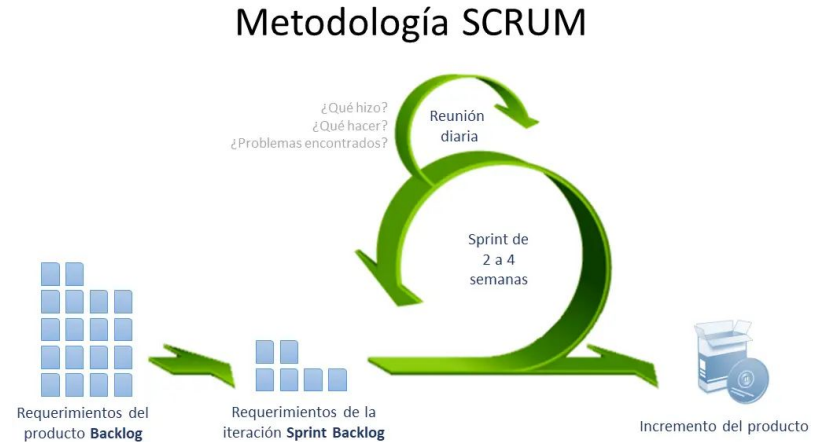 Metodología SCRUM
¿Qué hizo?
¿Qué hacer?
¿Problemas encontrados?
Reunión
diaria
Sprint de
2 a 4
semanas
Requerimientos del
producto Backlog
Requerimientos de la
iteración Sprint Backlog
Incremento del producto